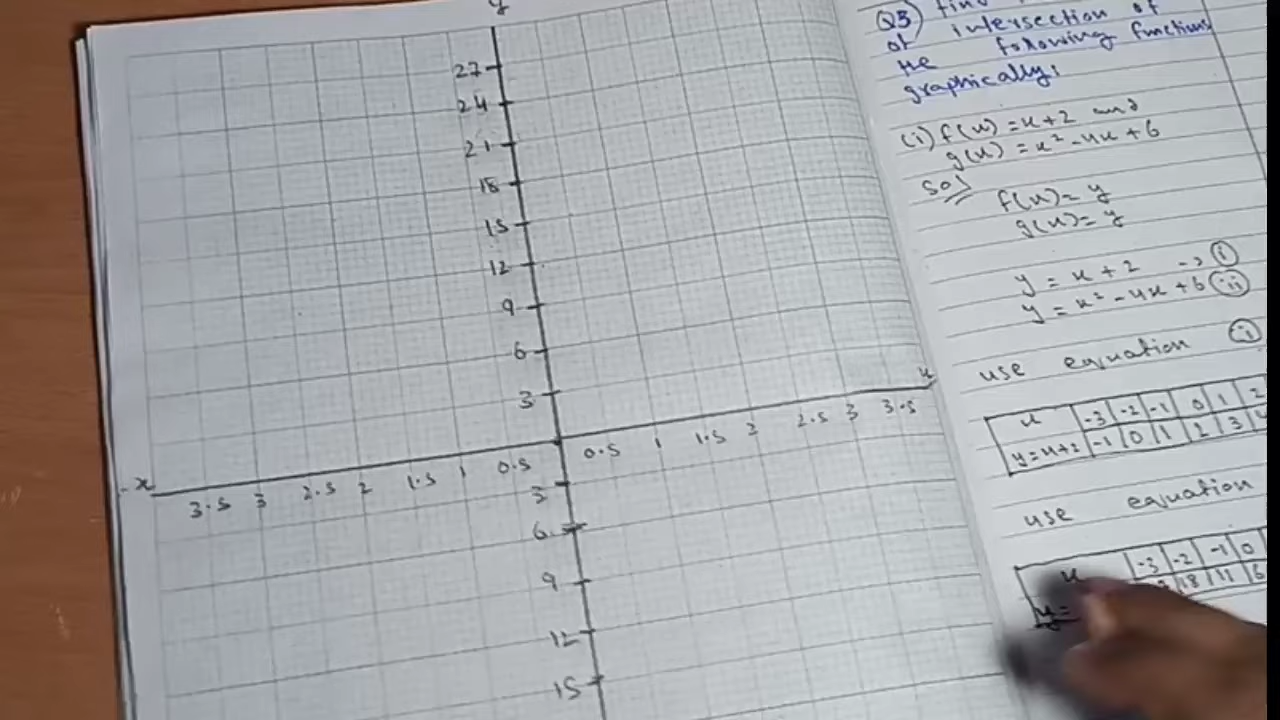 y
27
24
21
18
15
12
9
6
3
x
-x 3.5 3 2.5 2 1.5 1 0.5 0.5 1 1.5 2 2.5 3 3.5
3
6
9
12
15
Q5) find
of intersection of
the following functions
graphically:
(i) f(x) = x+2 and
g(x) = x² - 4x + 6
Sol
f(x) = y
g(x) = y
y = x + 2 → (i)
y = x² - 4x + 6 (ii)
use equation (i)
x -3 -2 -1 0 1 2
y = x+2 -1 0 1 2 3
use equation
x -3 -2 -1 0
y = 18 11 6